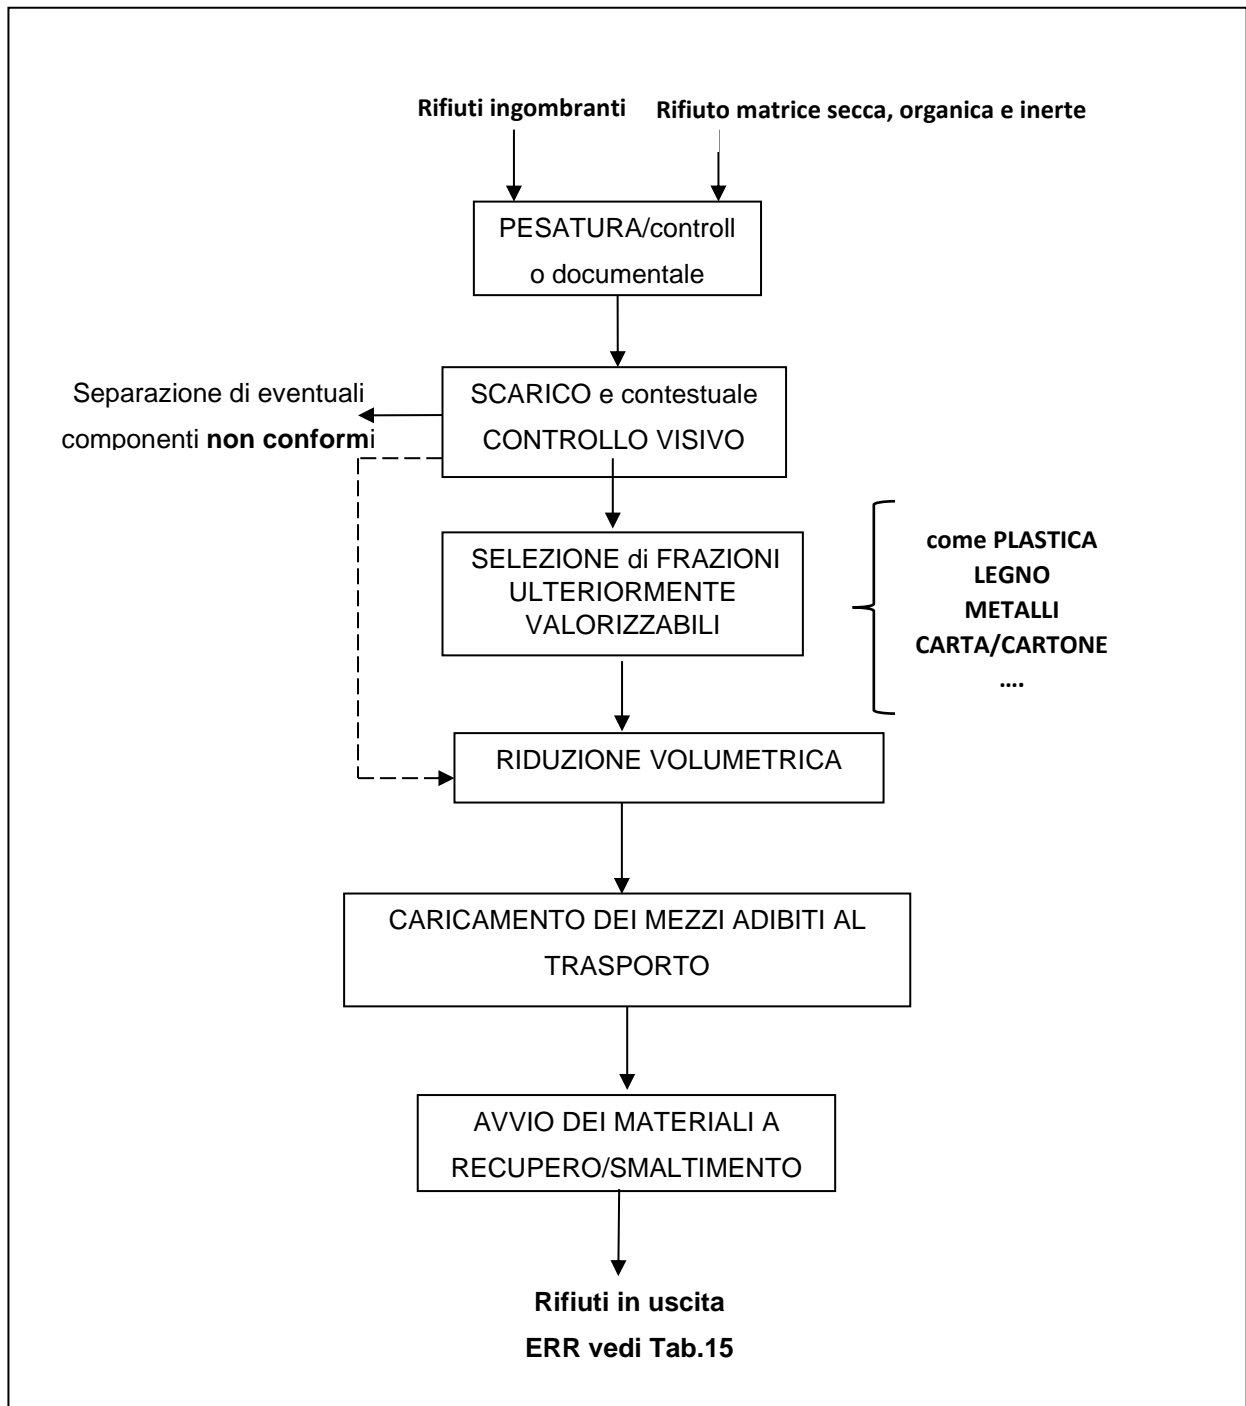 Rifiuti ingombranti
Rifiuto matrice secca, organica e inerte
PESATURA/controll
o documentale
Separazione di eventuali
componenti non conformi
SCARICO e contestuale
CONTROLLO VISIVO
SELEZIONE di FRAZIONI
ULTERIORMENTE
VALORIZZABILI
come PLASTICA
LEGNO
METALLI
CARTA/CARTONE
....
RIDUZIONE VOLUMETRICA
CARICAMENTO DEI MEZZI ADIBITI AL
TRASPORTO
AVVIO DEI MATERIALI A
RECUPERO/SMALTIMENTO
Rifiuti in uscita
ERR vedi Tab.15